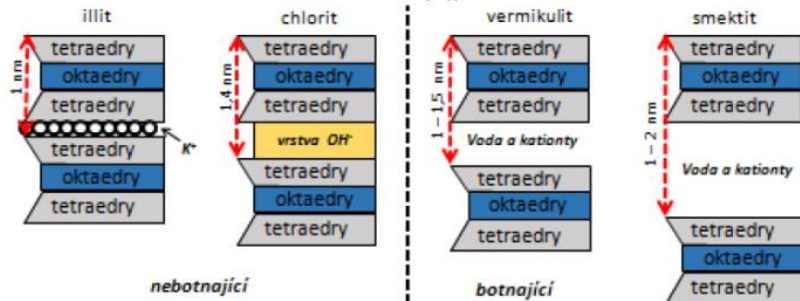 illit
chlorit
vermikulit
smektit
tetraedry
oktaedry
tetraedry
1 nm
K⁺
tetraedry
oktaedry
tetraedry
tetraedry
oktaedry
tetraedry
1,4 nm
vrstva OH⁻
tetraedry
oktaedry
tetraedry
nebotnající
tetraedry
oktaedry
tetraedry
1 – 1,5 nm
Voda a kationty
tetraedry
oktaedry
tetraedry
tetraedry
oktaedry
tetraedry
1 – 2 nm
Voda a kationty
tetraedry
oktaedry
tetraedry
botnající